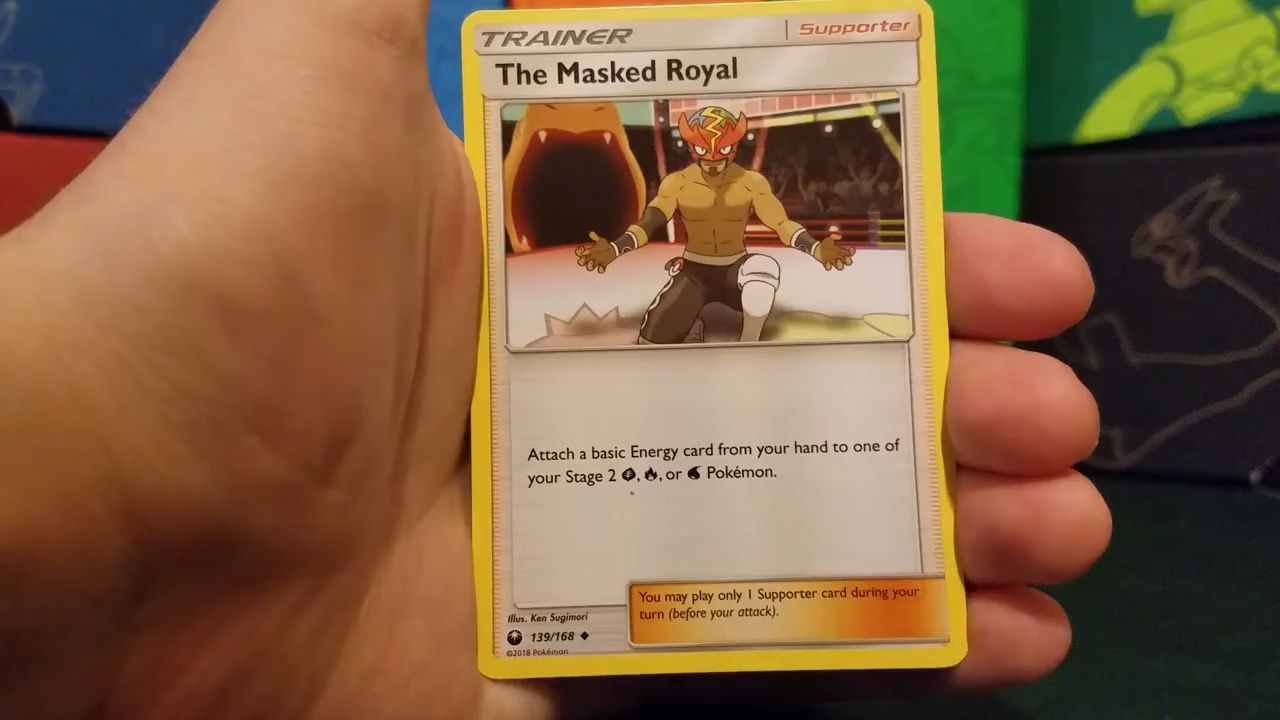 TRAINER
Supporter
The Masked Royal
Attach a basic Energy card from your hand to one of
your Stage 2 , , or Pokémon.
You may play only 1 Supporter card during your
turn (before your attack).
Illus. Ken Sugimori
139/168
©2018 Pokémon